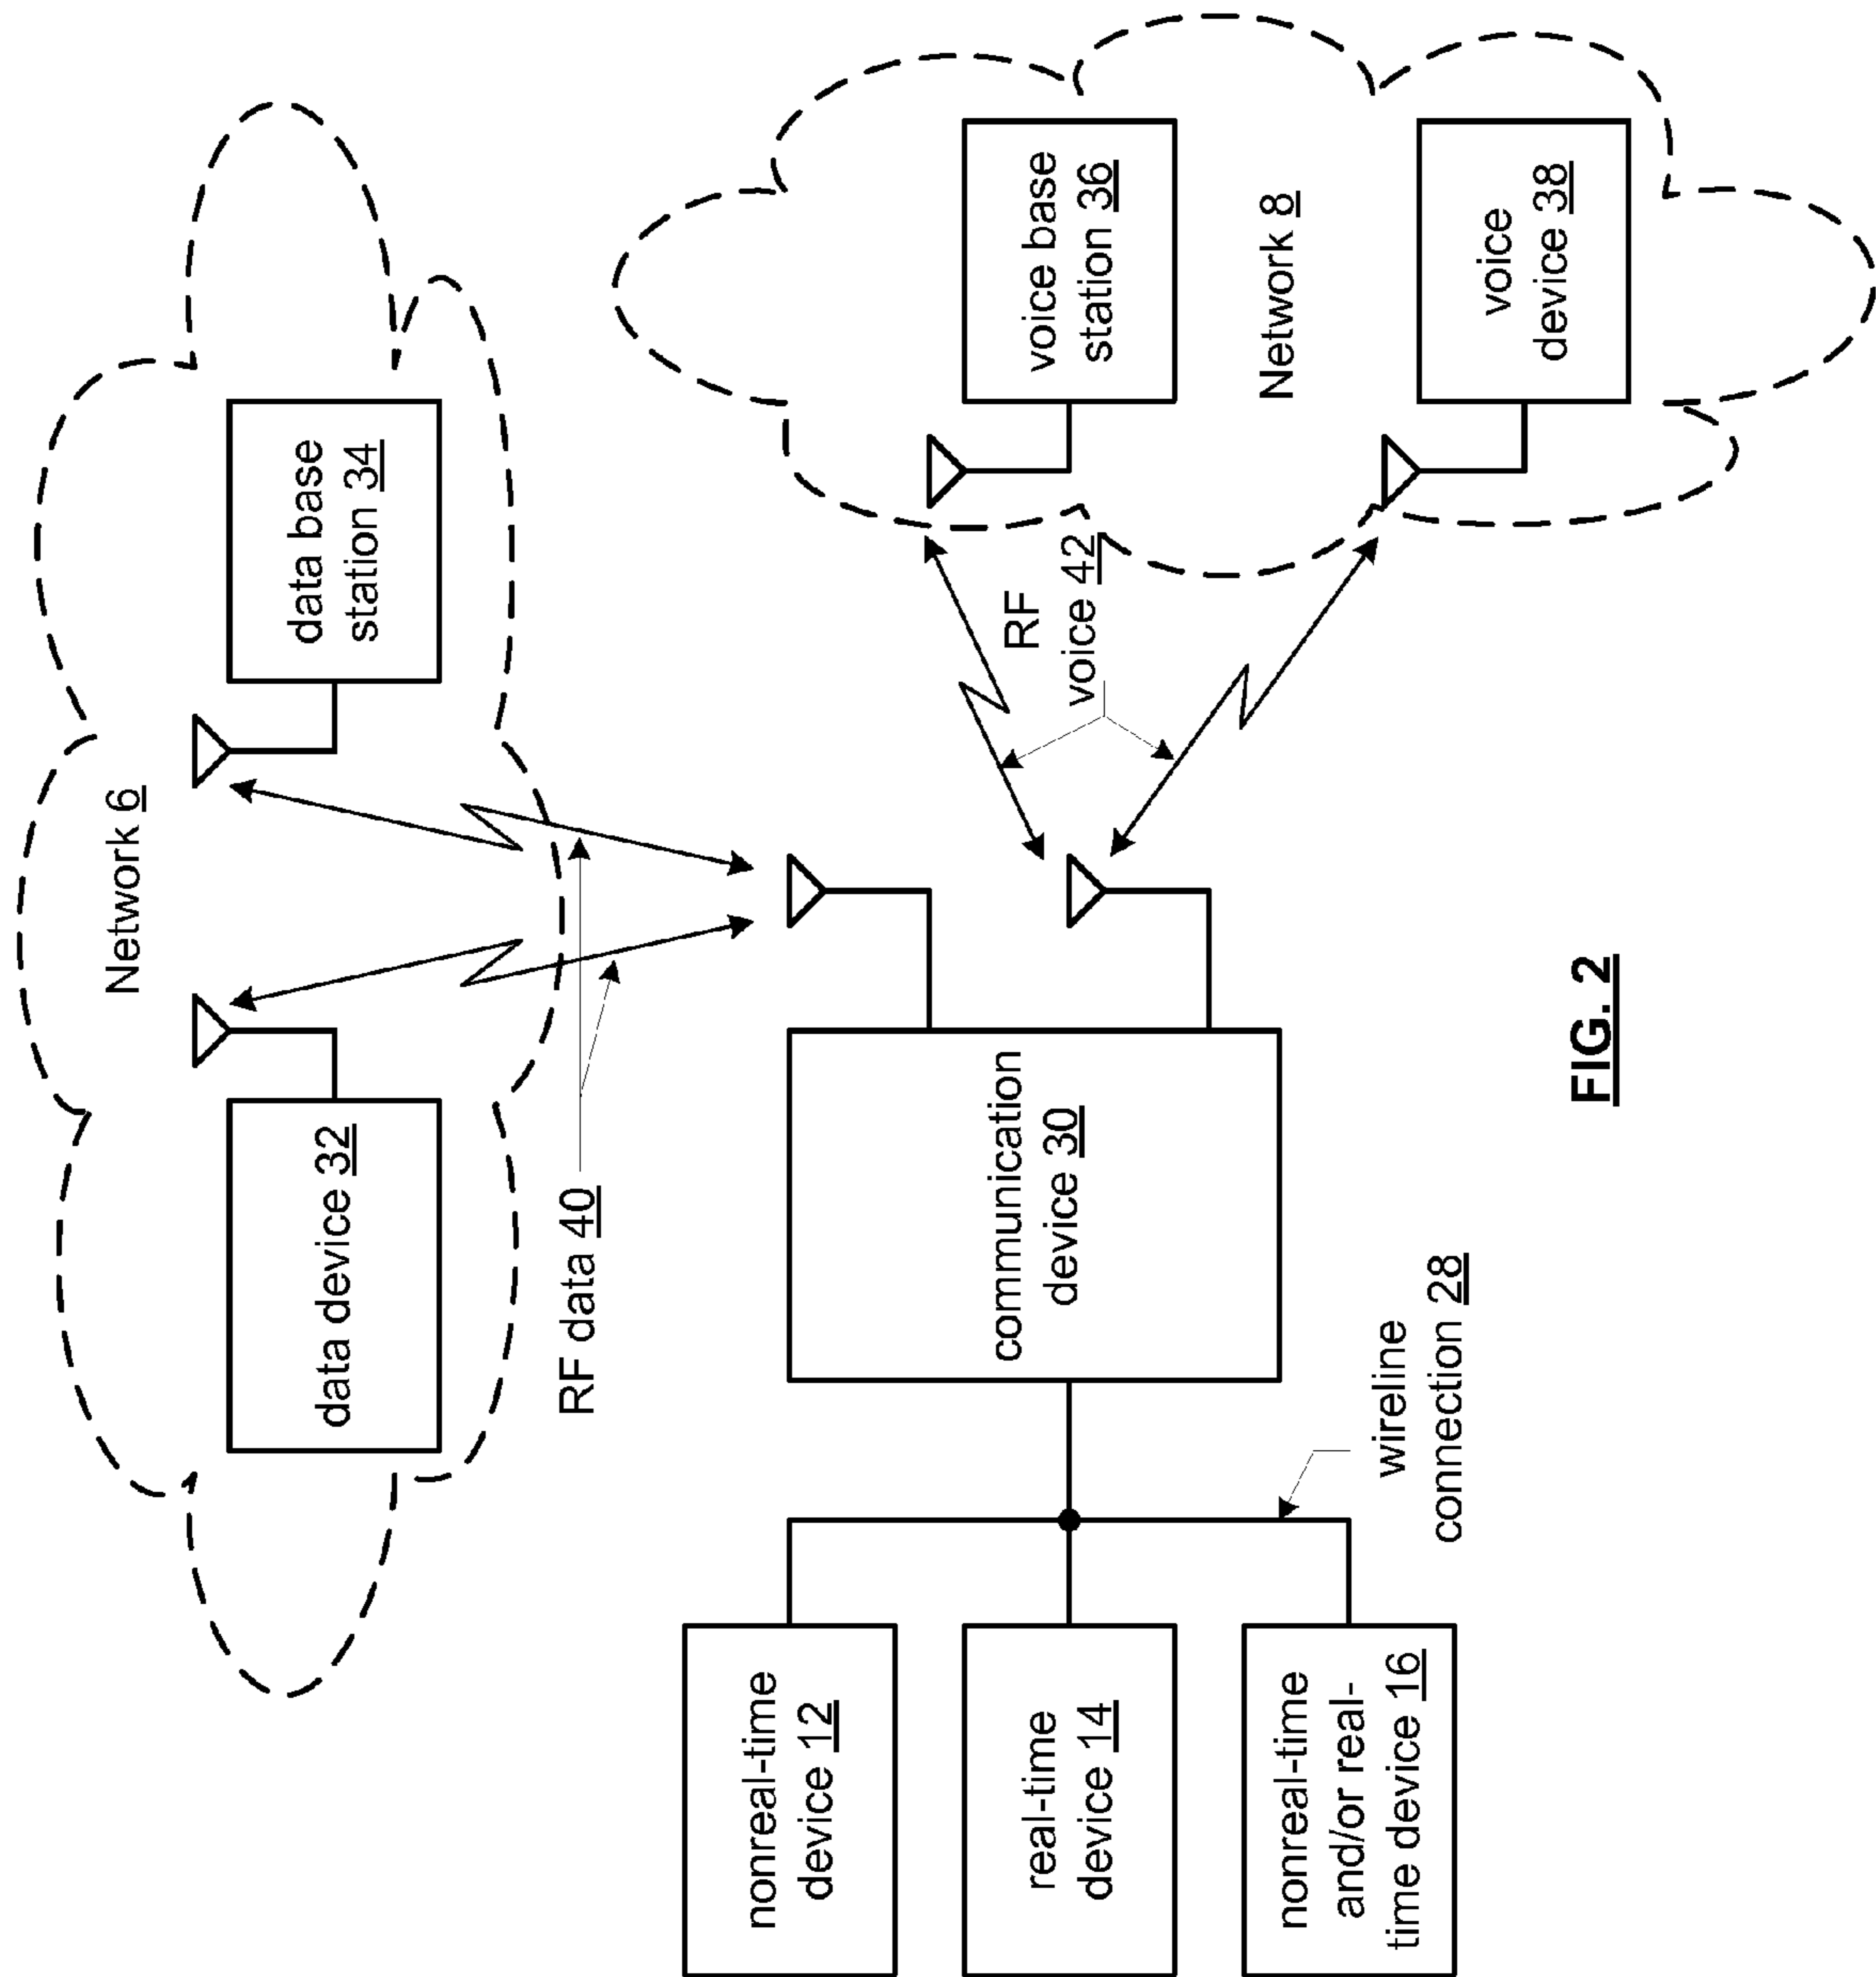 Network 6
data device 32
data base
station 34
RF data 40
nonreal-time
device 12
real-time
device 14
nonreal-time
and/or real-
time device 16
communication
device 30
wireline
connection 28
RF
voice 42
voice base
station 36
Network 8
voice
device 38
FIG. 2